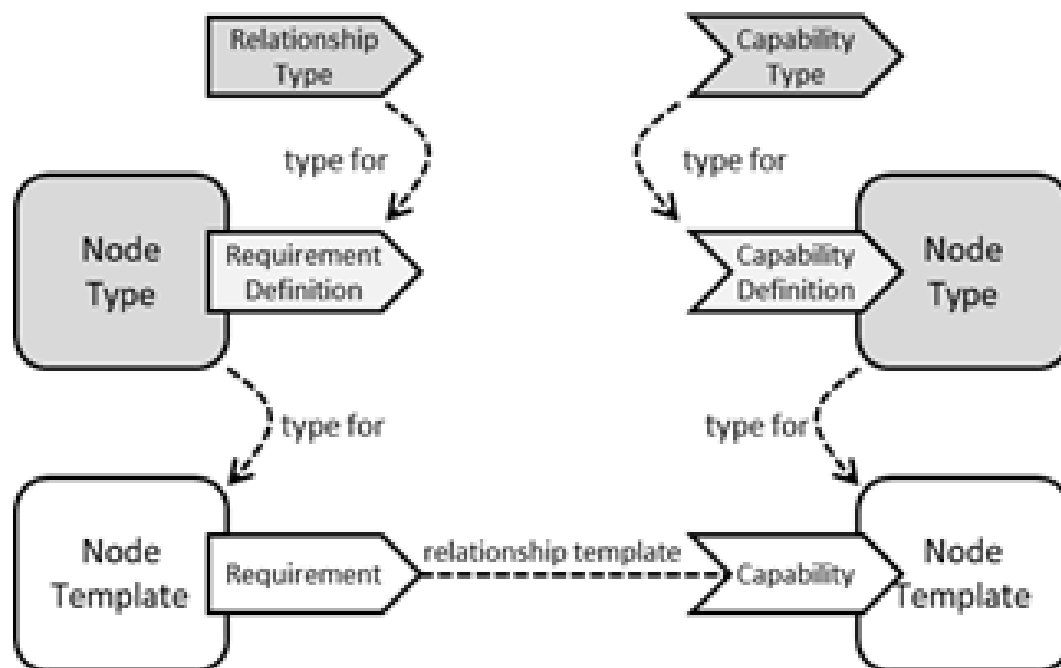 Relationship
Type
Capability
Type
type for
type for
Node
Type
Requirement
Definition
Capability
Definition
Node
Type
type for
type for
Node
Template
Requirement
relationship template
Capability
Node
Template